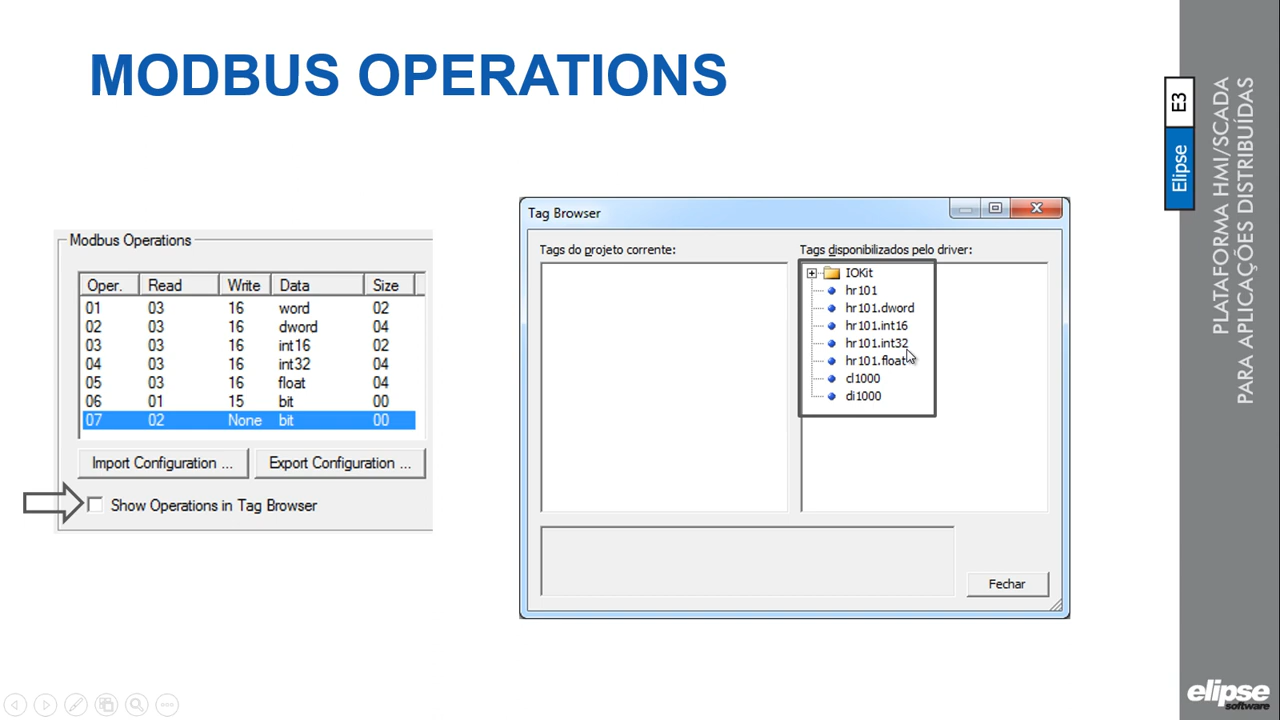 MODBUS OPERATIONS
Modbus Operations
Oper. Read Write Data Size
01 03 16 word 02
02 03 16 dword 04
03 03 16 int16 02
04 03 16 int32 04
05 03 16 float 04
06 01 15 bit 00
07 02 None bit 00
Import Configuration ... Export Configuration ...
Show Operations in Tag Browser
Tag Browser
Tags do projeto corrente:
Tags disponibilizados pelo driver:
IOKit
hr101
hr101.dword
hr101.int16
hr101.int32
hr101.float
cl1000
di1000
Fechar
Elipse E3
PLATAFORMA HMI/SCADA
PARA APLICAÇÕES DISTRIBUÍDAS
elipse
software